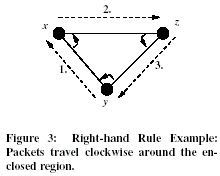 2.
x
z
1.
3.
y
Figure 3: Right-hand Rule Example:
Packets travel clockwise around the en-
closed region.